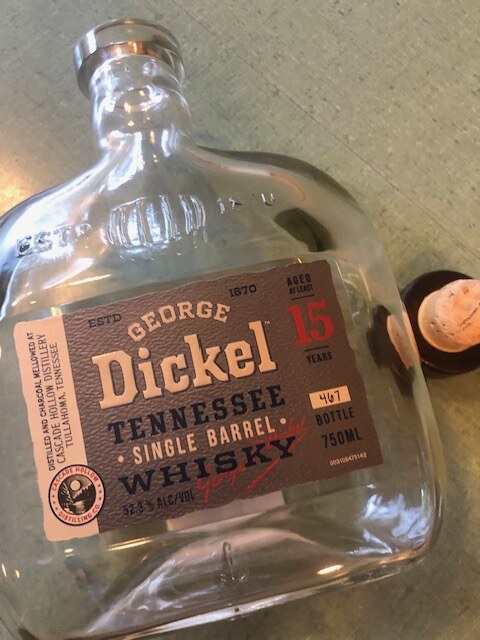 ESTD
ESTD
1870
GEORGE
Dickel
TENNESSEE
• SINGLE BARREL •
WHISKY
AGED
AT LEAST
15
YEARS
467
BOTTLE
750ML
DISTILLED AND CHARCOAL MELLOWED AT
CASCADE HOLLOW DISTILLERY
TULLAHOMA, TENNESSEE
CASCADE HOLLOW
DISTILLING CO